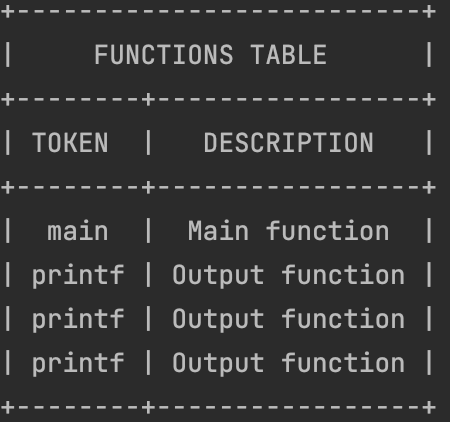 +--------------------------+
|     FUNCTIONS TABLE      |
+--------+-----------------+
| TOKEN  |   DESCRIPTION   |
+--------+-----------------+
|  main  |  Main function  |
| printf | Output function |
| printf | Output function |
| printf | Output function |
+--------+-----------------+